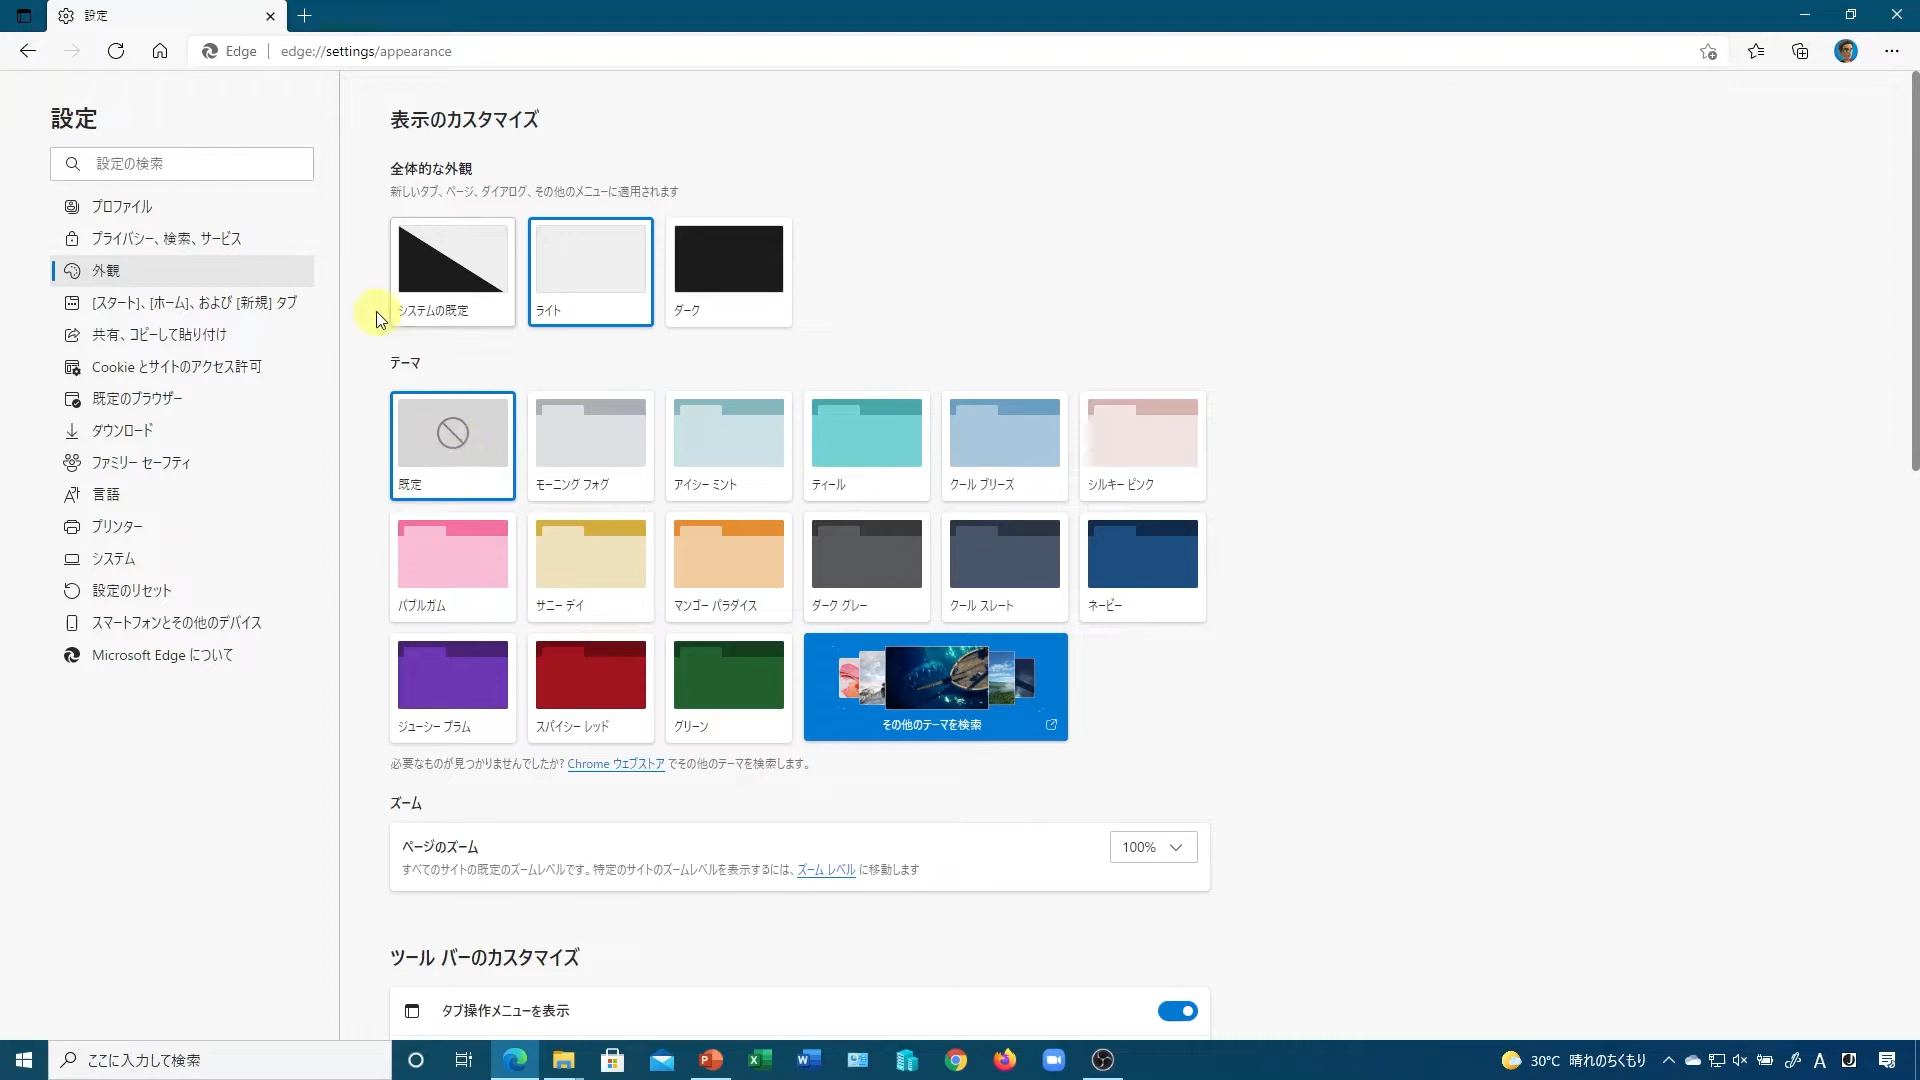 設定
Edge
edge://settings/appearance
設定
設定の検索
プロファイル
プライバシー、検索、サービス
外観
[スタート]、[ホーム]、および [新規] タブ
共有、コピーして貼り付け
Cookie とサイトのアクセス許可
既定のブラウザー
ダウンロード
ファミリー セーフティ
言語
プリンター
システム
設定のリセット
スマートフォンとその他のデバイス
Microsoft Edge について
表示のカスタマイズ
全体的な外観
新しいタブ、ページ、ダイアログ、その他のメニューに適用されます
システムの既定
ライト
ダーク
テーマ
既定
モーニング フォグ
アイシー ミント
ティール
クール ブリーズ
シルキー ピンク
バブルガム
サニー デイ
マンゴー パラダイス
ダーク グレー
クール スレート
ネービー
ジューシー プラム
スパイシー レッド
グリーン
その他のテーマを検索
必要なものが見つかりませんでしたか? Chrome ウェブストア でその他のテーマを検索します。
ズーム
ページのズーム
100%
すべてのサイトの既定のズームレベルです。特定のサイトのズームレベルを表示するには、ズーム レベル に移動します
ツール バーのカスタマイズ
タブ操作メニューを表示
ここに入力して検索
30°C 晴れのちくもり
A